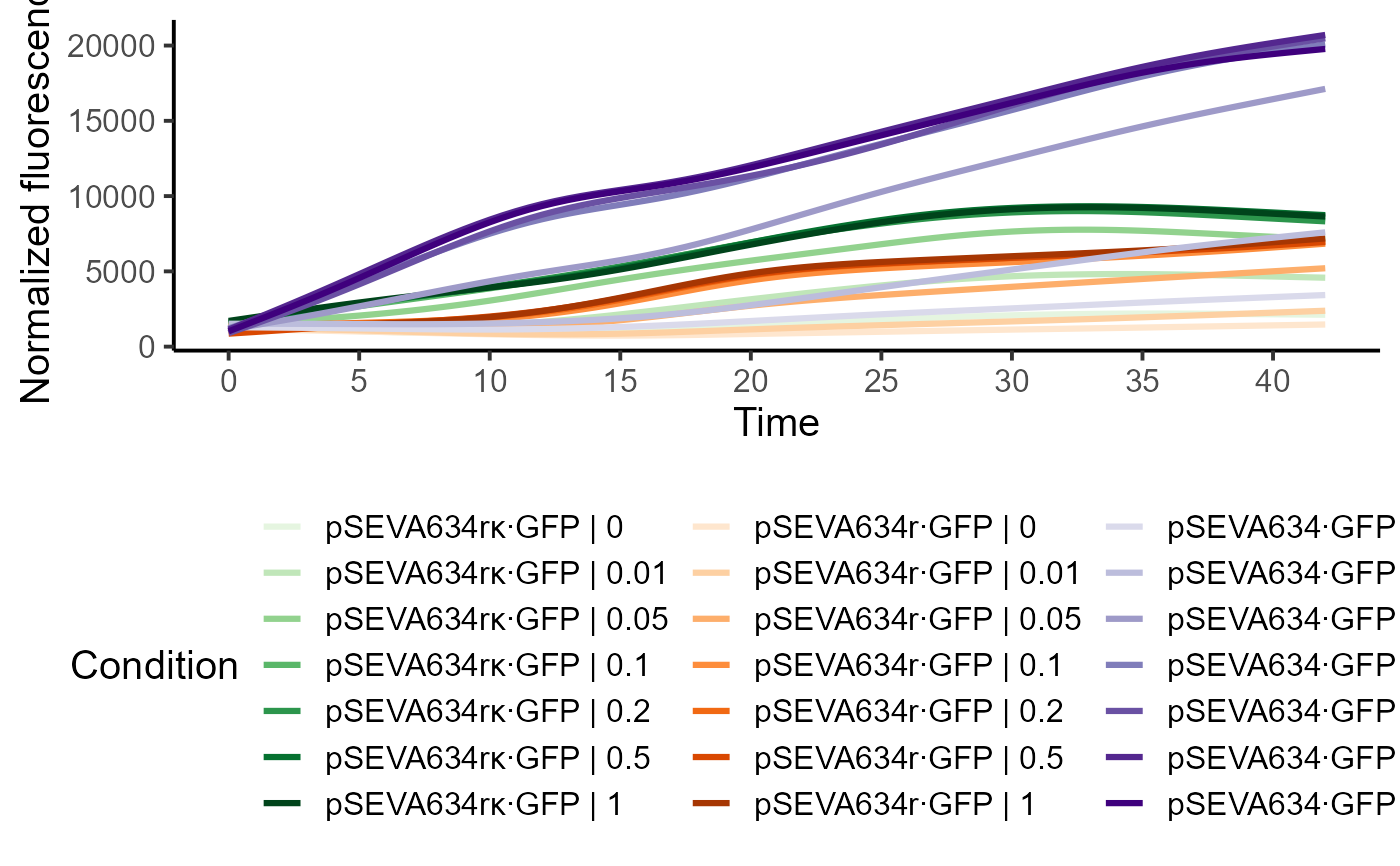 Normalized fluorescenc
20000
15000
10000
5000
0
0 5 10 15 20 25 30 35 40
Time
Condition
pSEVA634rκ·GFP | 0
pSEVA634rκ·GFP | 0.01
pSEVA634rκ·GFP | 0.05
pSEVA634rκ·GFP | 0.1
pSEVA634rκ·GFP | 0.2
pSEVA634rκ·GFP | 0.5
pSEVA634rκ·GFP | 1
pSEVA634r·GFP | 0
pSEVA634r·GFP | 0.01
pSEVA634r·GFP | 0.05
pSEVA634r·GFP | 0.1
pSEVA634r·GFP | 0.2
pSEVA634r·GFP | 0.5
pSEVA634r·GFP | 1
pSEVA634·GFP
pSEVA634·GFP
pSEVA634·GFP
pSEVA634·GFP
pSEVA634·GFP
pSEVA634·GFP
pSEVA634·GFP